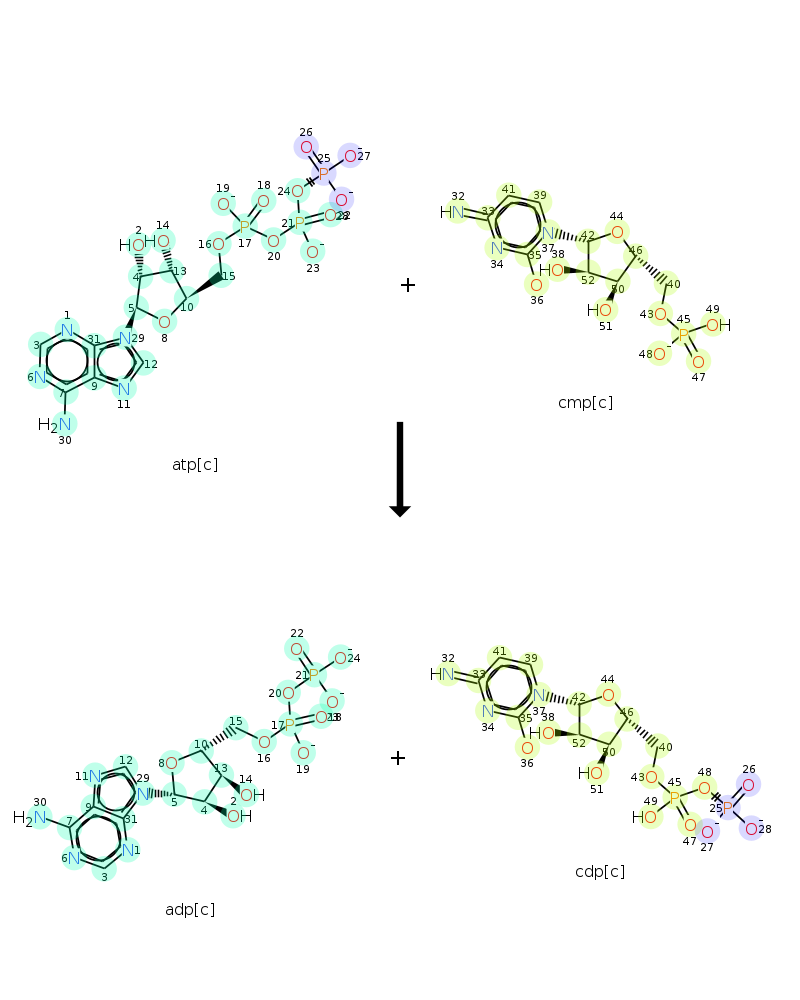 26
O 25 O - 27
P
19 18 24 O O -
O - O 21 O 22
2 14 P
HO HO 16 O P 17 O 20 O - 23
4 13 15
5 10
1 O 8
N 31 N 29
3 12
6 N 9 N
7 11
H2N
30
atp[c]
+
41 39
32 44
HN 33 N O
N 37 42 46
34 35 38
HO 52 40
O 50
36 HO 43 O 45 49
51 P OH
48 O - O
47
cmp[c]
22
O O - 24
21 P
20 O O -
15 17 P O 18
10 16 O O -
12 8 O 19
11 N 29 13 14
30 N 5 OH
H2N 9 31 4 2
7 OH
6 N N 1
3
adp[c]
+
41 39
32 44
HN 33 N O
N 37 42 46
34 35 38
HO 52 40
O 50
36 HO 43 O 48 26
51 45 O O
49 P 25 P
HO O - O - 28
47 O 27
cdp[c]